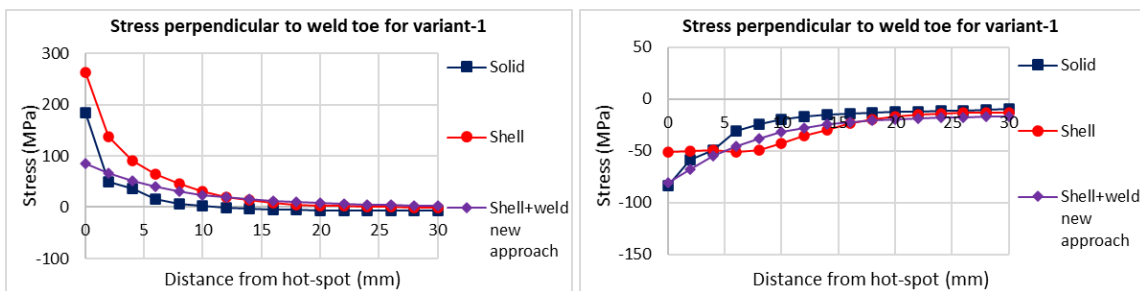 Stress perpendicular to weld toe for variant-1
300
200
100
0
-100
Stress (MPa)
0 5 10 15 20 25 30
Distance from hot-spot (mm)
Solid
Shell
Shell+weld
new
approach
Stress perpendicular to weld toe for variant-1
50
0
-50
-100
-150
Stress (MPa)
0 5 10 15 20 25 30
Distance from hot-spot (mm)
Solid
Shell
Shell+weld
new
approach